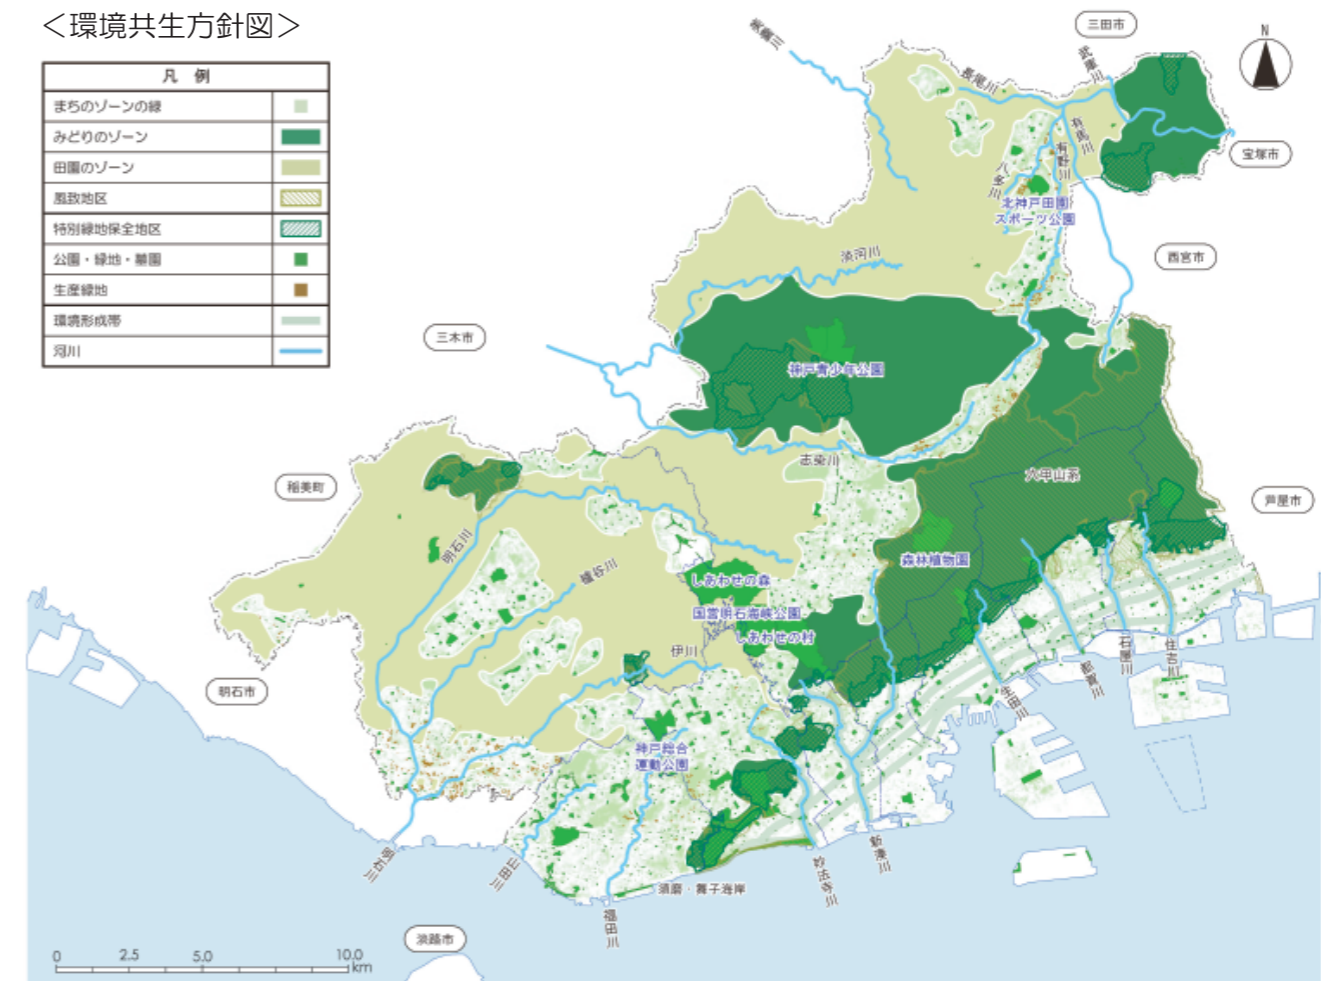 ＜環境共生方針図＞
凡 例
まちのゾーンの緑
みどりのゾーン
田園のゾーン
風致地区
特別緑地保全地区
公園・緑地・墓園
生産緑地
環境形成帯
河川
N
三田市
武庫川
長尾川
有馬川
有野川
八多川
宝塚市
北神戸田園
スポーツ公園
西宮市
淡河川
三木市
神戸青少年公園
志染川
六甲山系
稲美町
芦屋市
明石川
櫨谷川
森林植物園
しあわせの森
国営明石海峡公園
しあわせの村
伊川
明石市
石屋川
住吉川
都賀川
生田川
神戸総合
運動公園
明石川
山田川
福田川
須磨・舞子海岸
妙法寺川
新湊川
淡路市
0 2.5 5.0 10.0
km